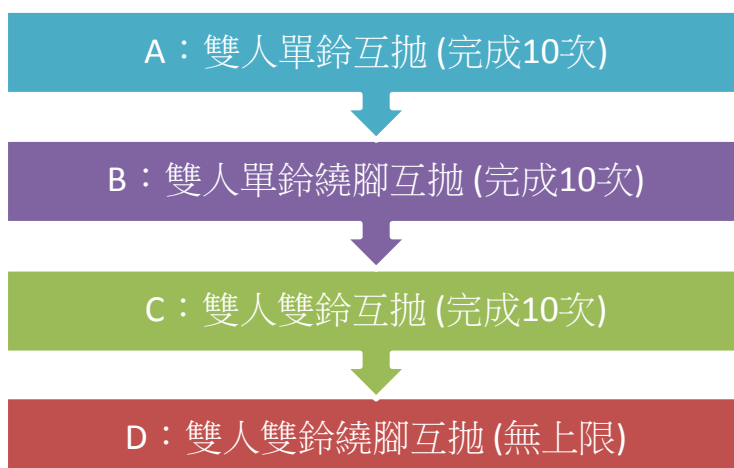 A：雙人單鈴互拋 (完成10次)
B：雙人單鈴繞腳互拋 (完成10次)
C：雙人雙鈴互拋 (完成10次)
D：雙人雙鈴繞腳互拋 (無上限)